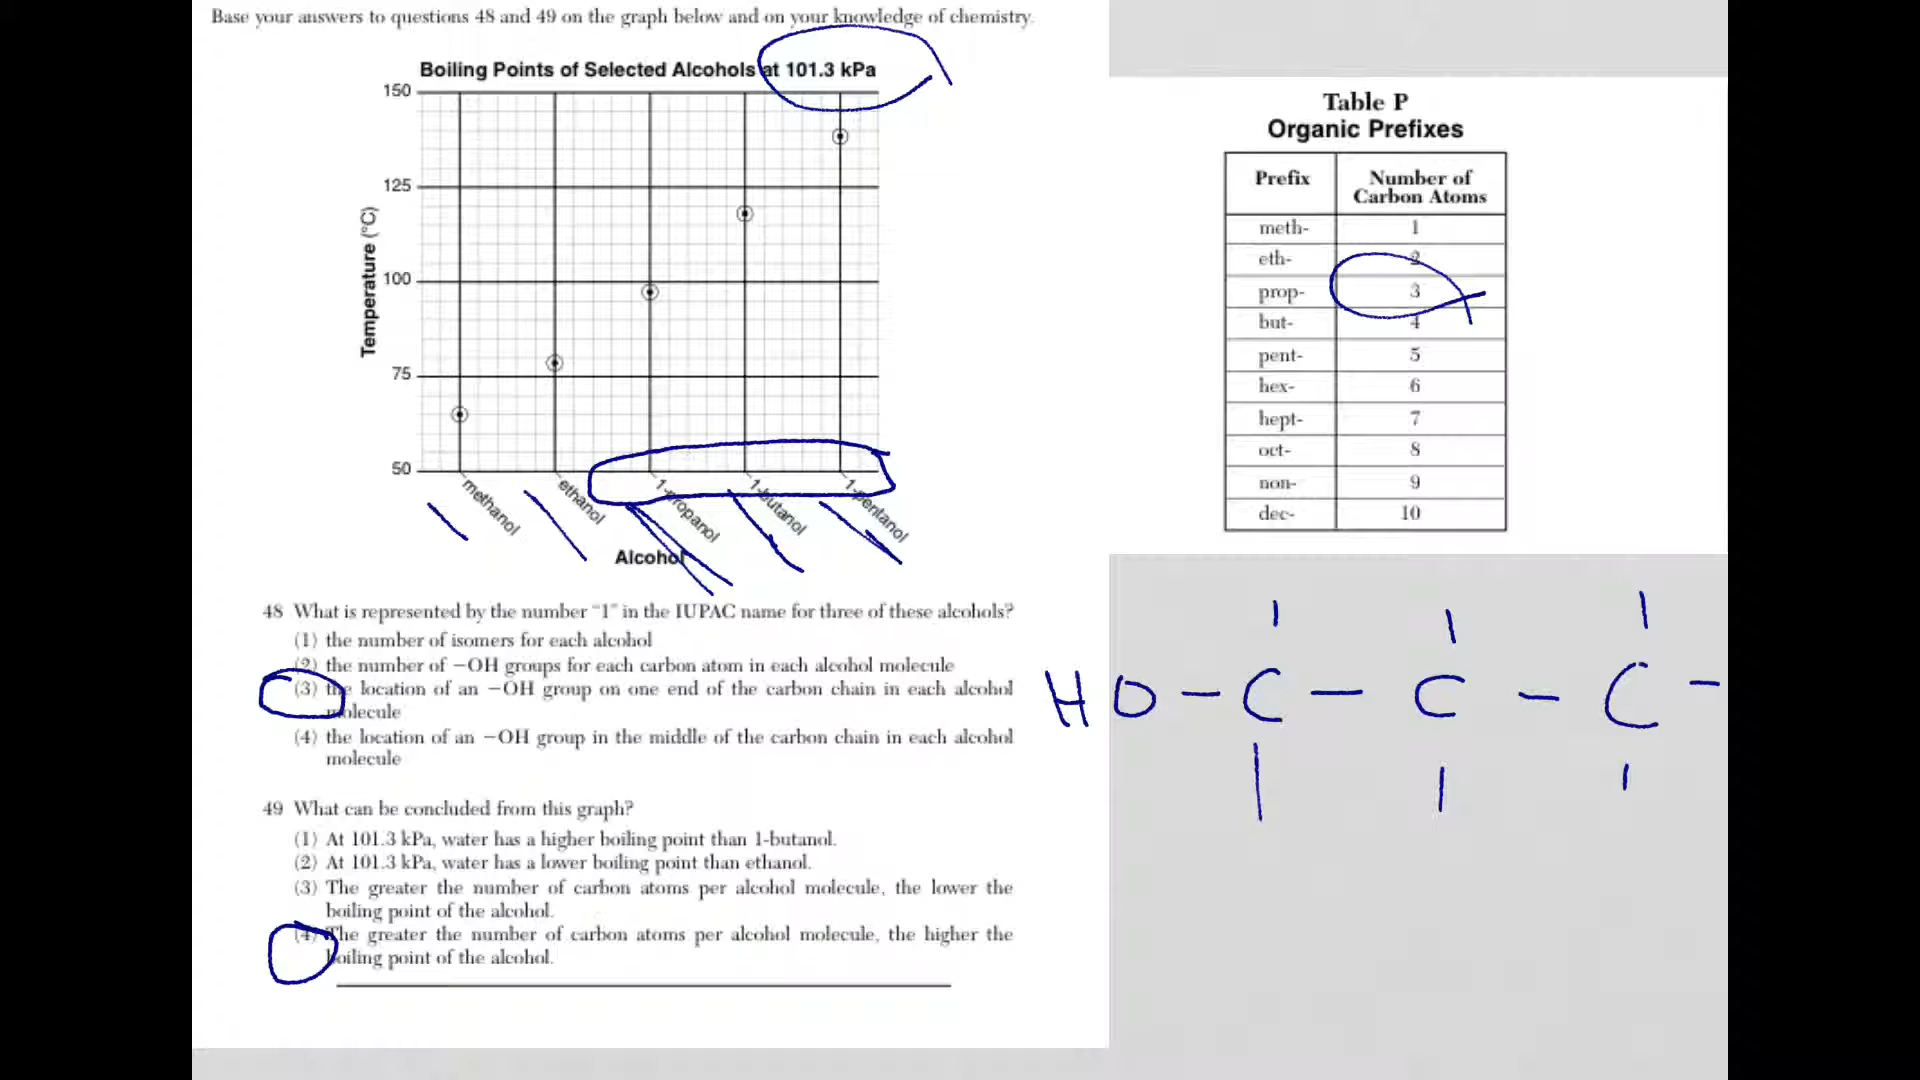 Base your answers to questions 48 and 49 on the graph below and on your knowledge of chemistry.
Boiling Points of Selected Alcohols at 101.3 kPa
150
125
100
75
50
Temperature (°C)
methanol
ethanol
1-propanol
1-butanol
1-pentanol
Alcohol
48 What is represented by the number “1” in the IUPAC name for three of these alcohols?
(1) the number of isomers for each alcohol
(2) the number of −OH groups for each carbon atom in each alcohol molecule
(3) the location of an −OH group on one end of the carbon chain in each alcohol
molecule
(4) the location of an −OH group in the middle of the carbon chain in each alcohol
molecule
49 What can be concluded from this graph?
(1) At 101.3 kPa, water has a higher boiling point than 1-butanol.
(2) At 101.3 kPa, water has a lower boiling point than ethanol.
(3) The greater the number of carbon atoms per alcohol molecule, the lower the
boiling point of the alcohol.
(4) The greater the number of carbon atoms per alcohol molecule, the higher the
boiling point of the alcohol.
Table P
Organic Prefixes
Prefix Number of
Carbon Atoms
meth- 1
eth- 2
prop- 3
but- 4
pent- 5
hex- 6
hept- 7
oct- 8
non- 9
dec- 10
HO − C − C − C −